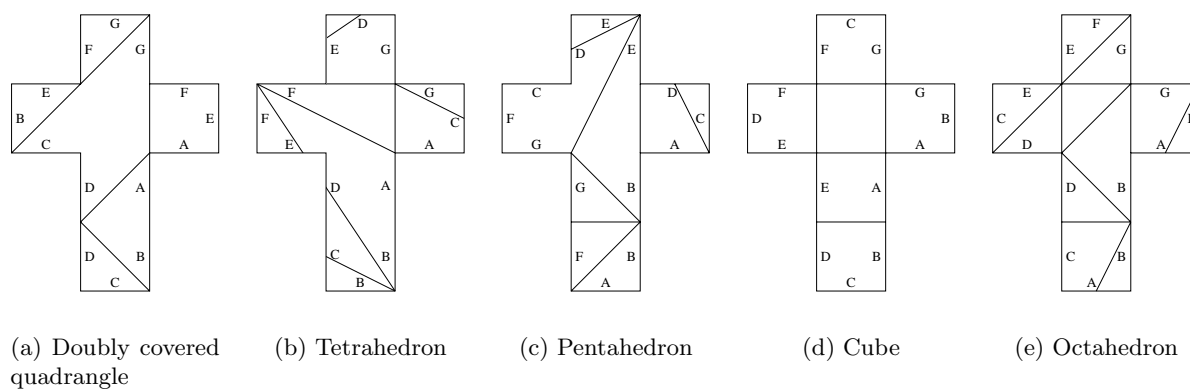 G
F G
E F
B E
C A
D A
D B
C
(a) Doubly covered
quadrangle
D
E G
F G
F C
E A
D A
C B
B
(b) Tetrahedron
E
D E
C D
F C
G A
G B
F B
A
(c) Pentahedron
C
F G
F G
D B
E A
E A
D B
C
(d) Cube
F
E G
E G
C
D A
D B
C B
A
(e) Octahedron